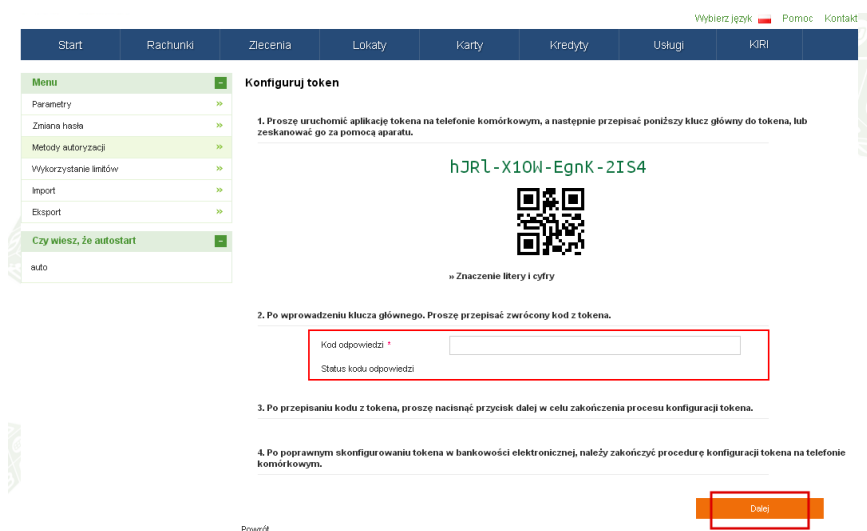 Wybierz język Pomoc Kontakt
Start Rachunki Zlecenia Lokaty Karty Kredyty Usługi KIRI
Menu
Parametry
Zmiana hasła
Metody autoryzacji
Wykorzystanie limitów
Import
Eksport
Czy wiesz, że autostart
auto
Konfiguruj token
1. Proszę uruchomić aplikację tokena na telefonie komórkowym, a następnie przepisać poniższy klucz główny do tokena, lub
zeskanować go za pomocą aparatu.
hJRl-X1OW-EgnK-2IS4
» Znaczenie litery i cyfry
2. Po wprowadzeniu klucza głównego. Proszę przepisać zwrócony kod z tokena.
Kod odpowiedzi *
Status kodu odpowiedzi
3. Po przepisaniu kodu z tokena, proszę nacisnąć przycisk dalej w celu zakończenia procesu konfiguracji tokena.
4. Po poprawnym skonfigurowaniu tokena w bankowości elektronicznej, należy zakończyć procedurę konfiguracji tokena na telefonie
komórkowym.
Dalej
Powrót